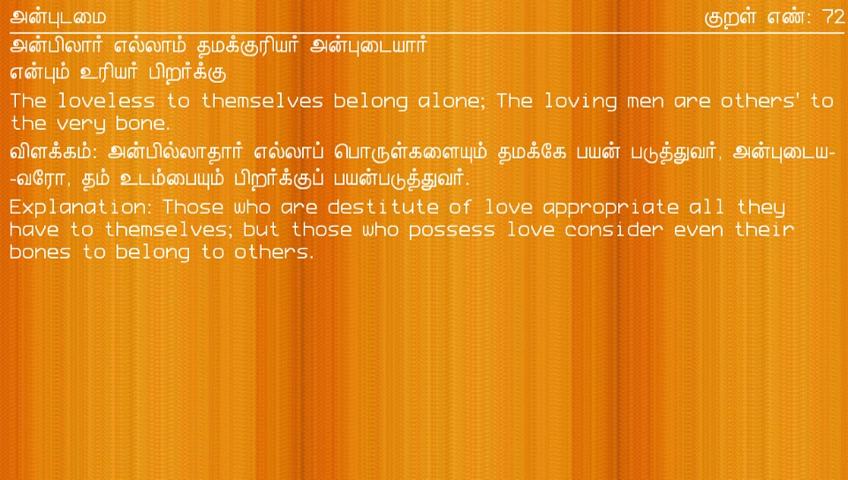 அன்புடமை குறள் எண்: 72
அன்பிலார் எல்லாம் தமக்குரியர் அன்புடையார்
என்பும் உரியர் பிறர்க்கு
The loveless to themselves belong alone; The loving men are others' to
the very bone.
விளக்கம்: அன்பில்லாதார் எல்லாப் பொருள்களையும் தமக்கே பயன் படுத்துவர், அன்புடைய-
-வரோ, தம் உடம்பையும் பிறர்க்குப் பயன்படுத்துவர்.
Explanation: Those who are destitute of love appropriate all they
have to themselves; but those who possess love consider even their
bones to belong to others.